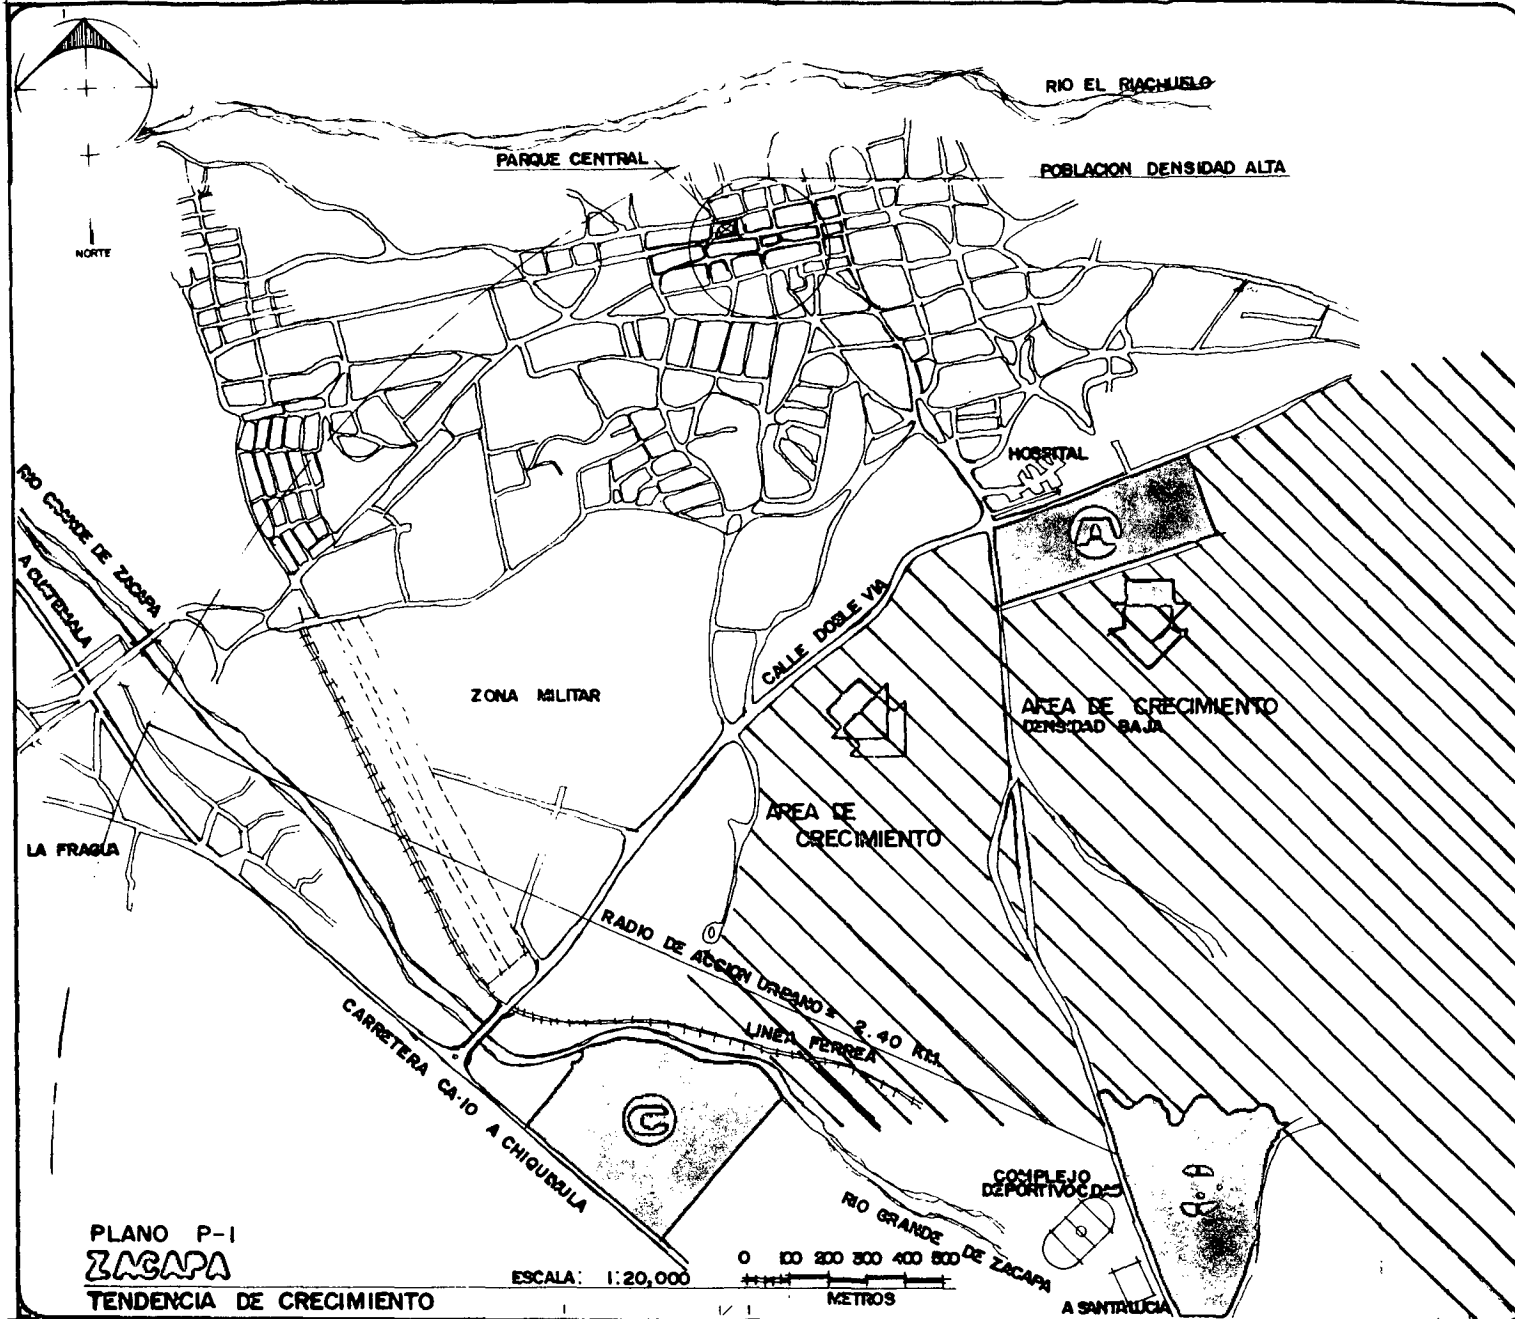 RIO EL RIACHUELO
PARQUE CENTRAL
POBLACION DENSIDAD ALTA
NORTE
HOSPITAL
A
RIO GRANDE DE ZACAPA
A GUATEMALA
CALLE DOBLE VIA
ZONA MILITAR
AREA DE CRECIMIENTO
DENSIDAD BAJA
AREA DE
CRECIMIENTO
LA FRAGUA
RADIO DE ACCION URBANO = 2.40 KM.
LINEA FERREA
CARRETERA CA-10 A CHIQUIMULA
C
COMPLEJO
DEPORTIVO
RIO GRANDE DE ZACAPA
A SANTA LUCIA
PLANO P-1
ZACAPA
TENDENCIA DE CRECIMIENTO
ESCALA: 1:20,000
0 100 200 300 400 500
METROS